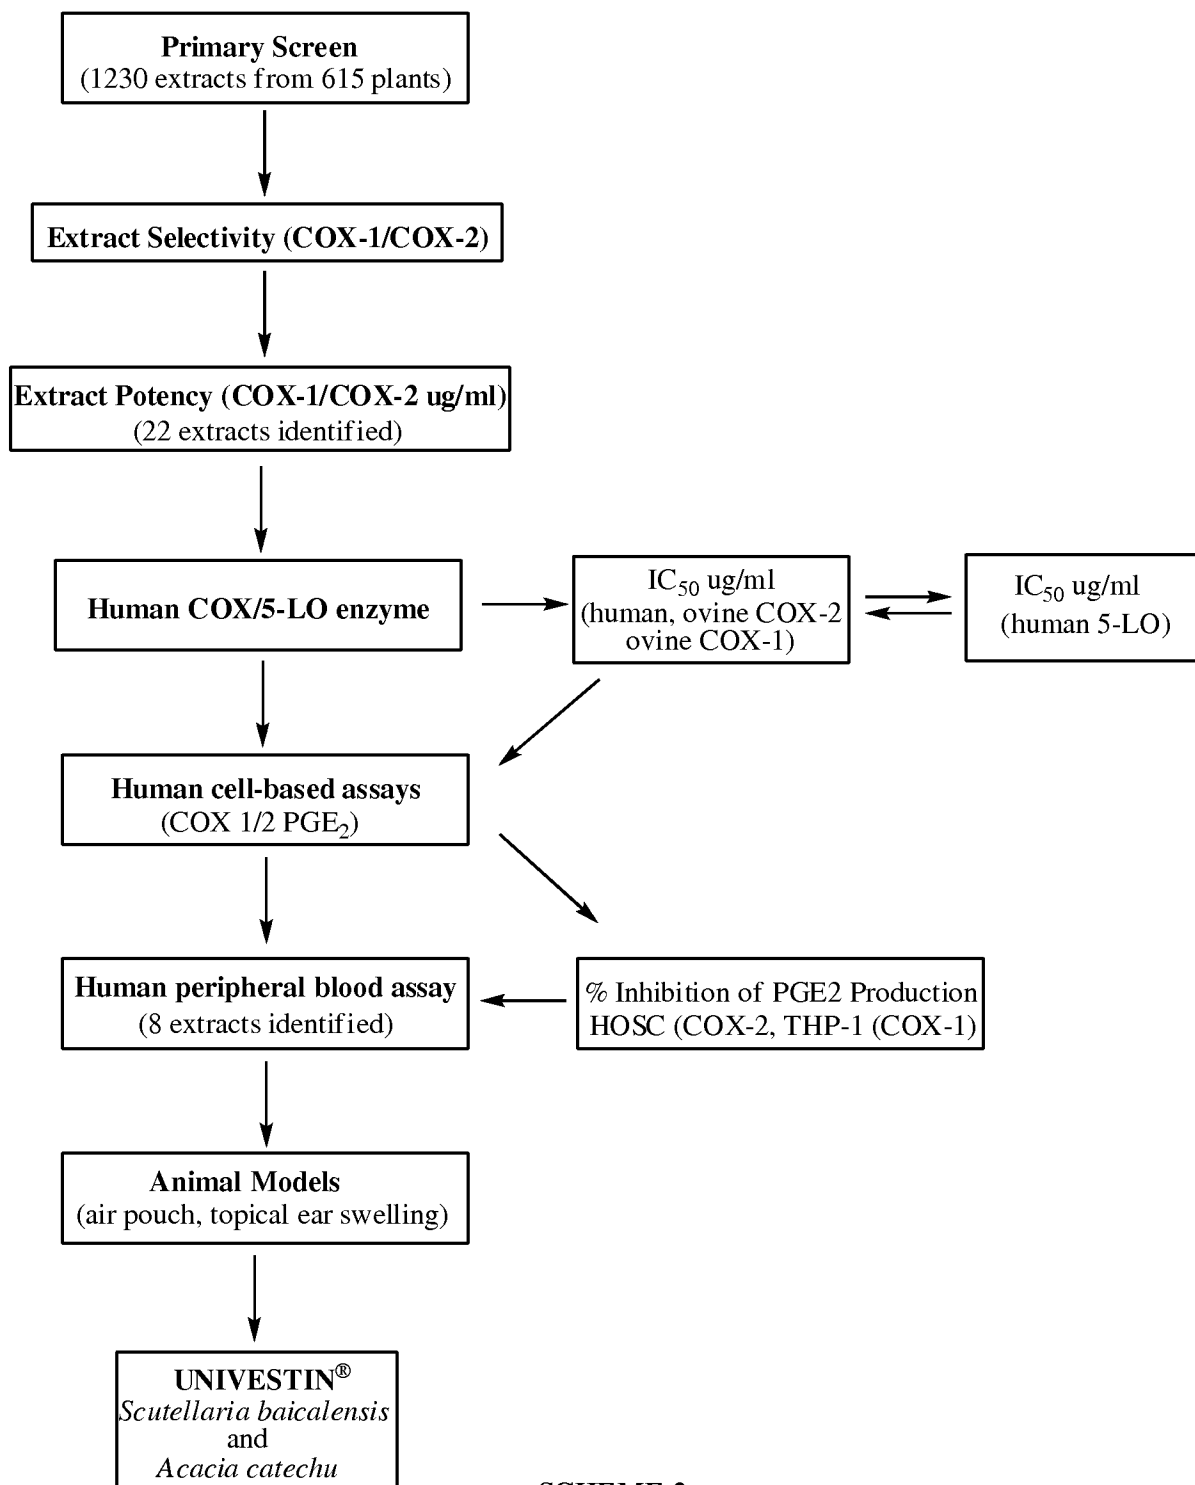 Primary Screen
(1230 extracts from 615 plants)
Extract Selectivity (COX-1/COX-2)
Extract Potency (COX-1/COX-2 ug/ml)
(22 extracts identified)
Human COX/5-LO enzyme
IC50 ug/ml
(human, ovine COX-2
ovine COX-1)
IC50 ug/ml
(human 5-LO)
Human cell-based assays
(COX 1/2 PGE2)
Human peripheral blood assay
(8 extracts identified)
% Inhibition of PGE2 Production
HOSC (COX-2, THP-1 (COX-1)
Animal Models
(air pouch, topical ear swelling)
UNIVESTIN®
Scutellaria baicalensis
and
Acacia catechu